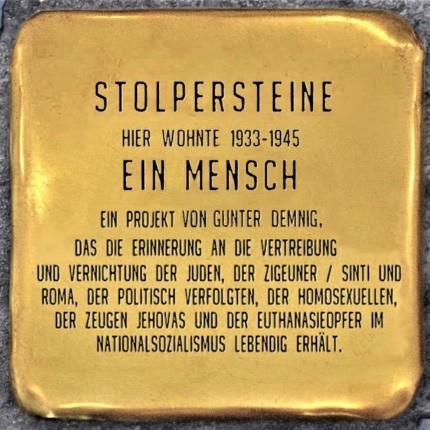 STOLPERSTEINE
HIER WOHNTE 1933-1945
EIN MENSCH
EIN PROJEKT VON GUNTER DEMNIG,
DAS DIE ERINNERUNG AN DIE VERTREIBUNG
UND VERNICHTUNG DER JUDEN, DER ZIGEUNER / SINTI UND
ROMA, DER POLITISCH VERFOLGTEN, DER HOMOSEXUELLEN,
DER ZEUGEN JEHOVAS UND DER EUTHANASIEOPFER IM
NATIONALSOZIALISMUS LEBENDIG ERHÄLT.